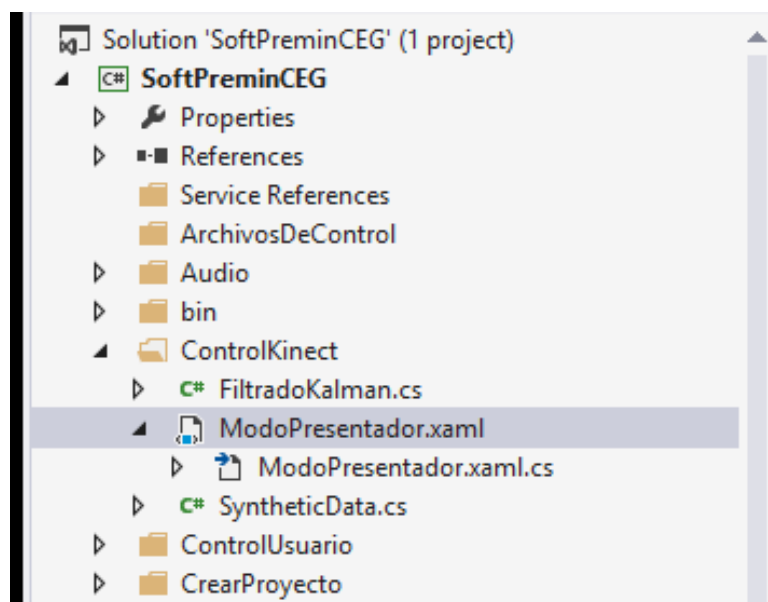 Solution 'SoftPreminCEG' (1 project)
C# SoftPreminCEG
Properties
References
Service References
ArchivosDeControl
Audio
bin
ControlKinect
C# FiltradoKalman.cs
ModoPresentador.xaml
ModoPresentador.xaml.cs
C# SyntheticData.cs
ControlUsuario
CrearProyecto